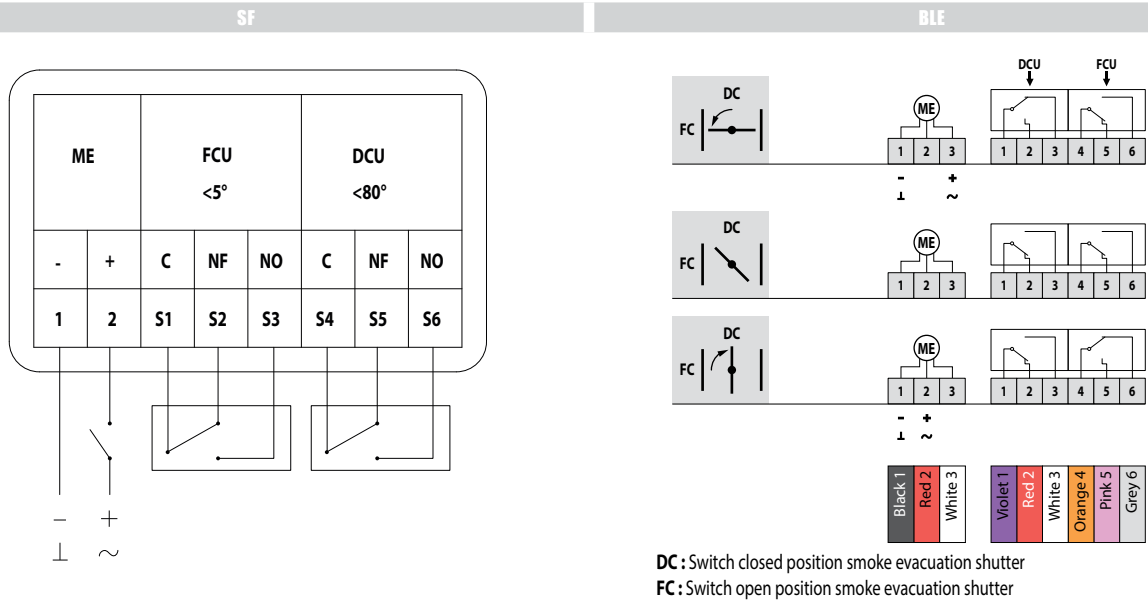 SF
BLE
ME FCU DCU
<5° <80°
- + C NF NO C NF NO
1 2 S1 S2 S3 S4 S5 S6
- +
⊥ ~
DCU FCU
DC
FC
ME
1 2 3 1 2 3 4 5 6
- +
⊥ ~
DC
FC
ME
1 2 3 1 2 3 4 5 6
DC
FC
ME
1 2 3 1 2 3 4 5 6
- +
⊥ ~
Black 1 Red 2 White 3 Violet 1 Red 2 White 3 Orange 4 Pink 5 Grey 6
DC : Switch closed position smoke evacuation shutter
FC : Switch open position smoke evacuation shutter